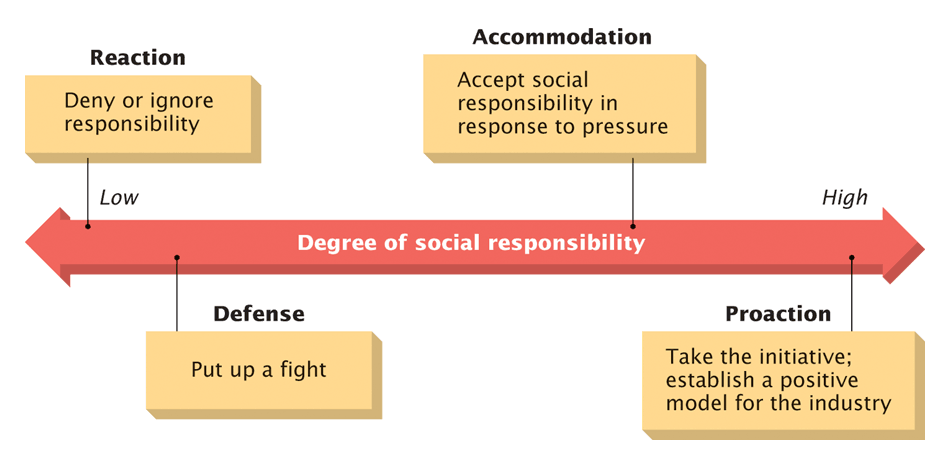 Reaction
Deny or ignore
responsibility
Accommodation
Accept social
responsibility in
response to pressure
Low
High
Degree of social responsibility
Defense
Put up a fight
Proaction
Take the initiative;
establish a positive
model for the industry